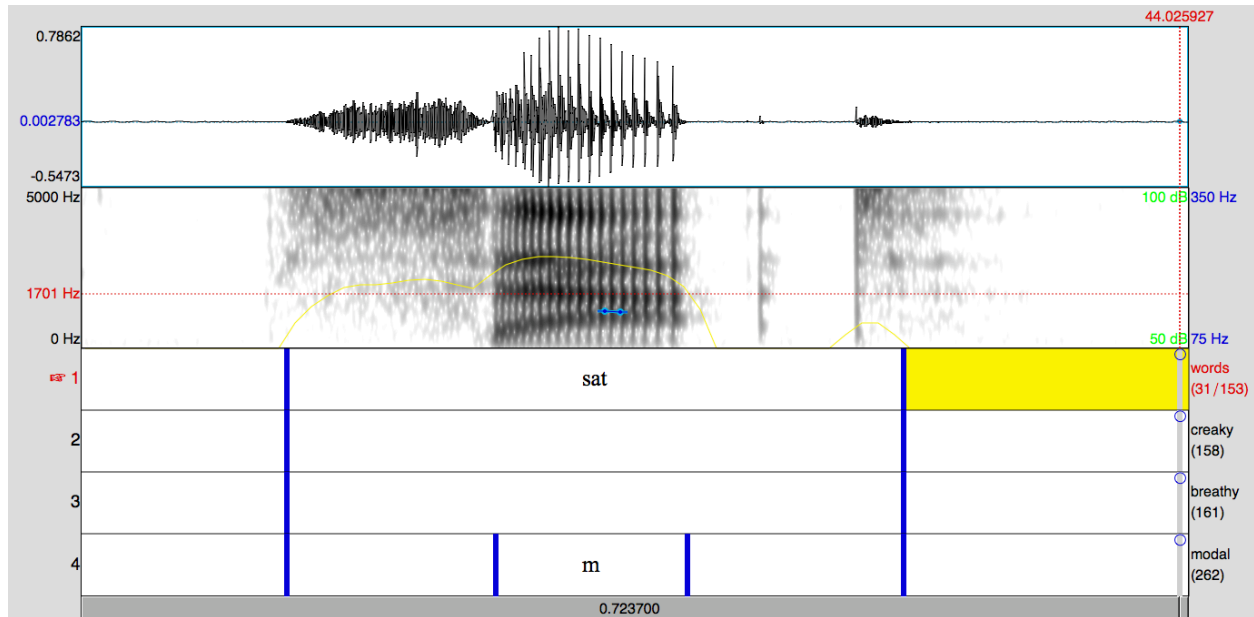 44.025927
0.7862
0.002783
-0.5473
5000 Hz 100 dB 350 Hz
1701 Hz
0 Hz 50 dB 75 Hz
☞ 1 sat words
(31/153)
2 creaky
(158)
3 breathy
(161)
4 m modal
(262)
0.723700